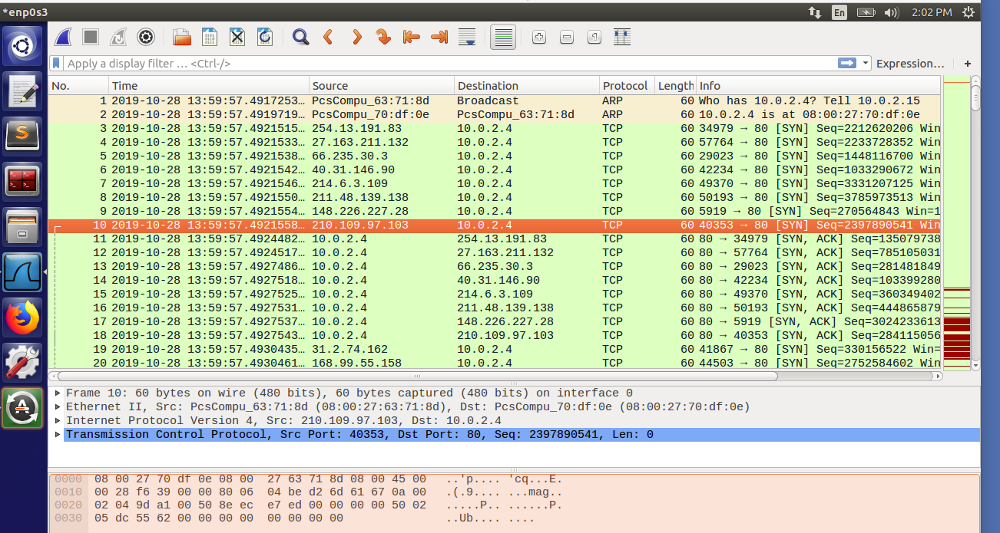 *enp0s3 En 2:02 PM
Apply a display filter … <Ctrl-/> Expression… +
No. Time Source Destination Protocol Length Info
1 2019-10-28 13:59:57.4917253… PcsCompu_63:71:8d Broadcast ARP 60 Who has 10.0.2.4? Tell 10.0.2.15
2 2019-10-28 13:59:57.4919719… PcsCompu_70:df:0e PcsCompu_63:71:8d ARP 60 10.0.2.4 is at 08:00:27:70:df:0e
3 2019-10-28 13:59:57.4921515… 254.13.191.83 10.0.2.4 TCP 60 34979 → 80 [SYN] Seq=2212620206 Win
4 2019-10-28 13:59:57.4921533… 27.163.211.132 10.0.2.4 TCP 60 57764 → 80 [SYN] Seq=2233728352 Win
5 2019-10-28 13:59:57.4921538… 66.235.30.3 10.0.2.4 TCP 60 29023 → 80 [SYN] Seq=1448116700 Win
6 2019-10-28 13:59:57.4921542… 40.31.146.90 10.0.2.4 TCP 60 42234 → 80 [SYN] Seq=1033290672 Win
7 2019-10-28 13:59:57.4921546… 214.6.3.109 10.0.2.4 TCP 60 49370 → 80 [SYN] Seq=3331207125 Win
8 2019-10-28 13:59:57.4921550… 211.48.139.138 10.0.2.4 TCP 60 50193 → 80 [SYN] Seq=3785973513 Win
9 2019-10-28 13:59:57.4921554… 148.226.227.28 10.0.2.4 TCP 60 5919 → 80 [SYN] Seq=270564843 Win=1
10 2019-10-28 13:59:57.4921558… 210.109.97.103 10.0.2.4 TCP 60 40353 → 80 [SYN] Seq=2397890541 Win
11 2019-10-28 13:59:57.4924482… 10.0.2.4 254.13.191.83 TCP 60 80 → 34979 [SYN, ACK] Seq=135079738
12 2019-10-28 13:59:57.4924517… 10.0.2.4 27.163.211.132 TCP 60 80 → 57764 [SYN, ACK] Seq=785105031
13 2019-10-28 13:59:57.4927486… 10.0.2.4 66.235.30.3 TCP 60 80 → 29023 [SYN, ACK] Seq=281481849
14 2019-10-28 13:59:57.4927518… 10.0.2.4 40.31.146.90 TCP 60 80 → 42234 [SYN, ACK] Seq=103399280
15 2019-10-28 13:59:57.4927525… 10.0.2.4 214.6.3.109 TCP 60 80 → 49370 [SYN, ACK] Seq=360349402
16 2019-10-28 13:59:57.4927531… 10.0.2.4 211.48.139.138 TCP 60 80 → 50193 [SYN, ACK] Seq=444865879
17 2019-10-28 13:59:57.4927537… 10.0.2.4 148.226.227.28 TCP 60 80 → 5919 [SYN, ACK] Seq=3024233613
18 2019-10-28 13:59:57.4927543… 10.0.2.4 210.109.97.103 TCP 60 80 → 40353 [SYN, ACK] Seq=284115056
19 2019-10-28 13:59:57.4930435… 31.2.74.162 10.0.2.4 TCP 60 41867 → 80 [SYN] Seq=330156522 Win=
20 2019-10-28 13:59:57.4930461… 168.99.55.158 10.0.2.4 TCP 60 44503 → 80 [SYN] Seq=2752584602 Win
Frame 10: 60 bytes on wire (480 bits), 60 bytes captured (480 bits) on interface 0
Ethernet II, Src: PcsCompu_63:71:8d (08:00:27:63:71:8d), Dst: PcsCompu_70:df:0e (08:00:27:70:df:0e)
Internet Protocol Version 4, Src: 210.109.97.103, Dst: 10.0.2.4
Transmission Control Protocol, Src Port: 40353, Dst Port: 80, Seq: 2397890541, Len: 0
0000 08 00 27 70 df 0e 08 00 27 63 71 8d 08 00 45 00 ..'p.... 'cq...E.
0010 00 28 f6 39 00 00 80 06 04 be d2 6d 61 67 0a 00 .(.9.... ...mag..
0020 02 04 9d a1 00 50 8e ec e7 ed 00 00 00 00 50 02 .....P.. ......P.
0030 05 dc 55 62 00 00 00 00 00 00 00 00 ..Ub.... ....